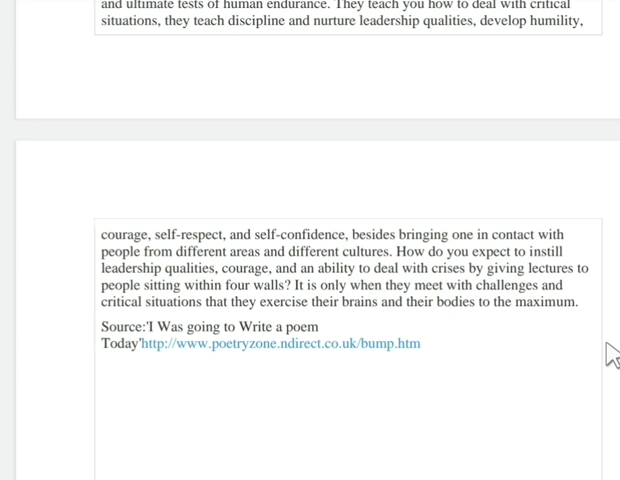 and ultimate tests of human endurance. They teach you how to deal with critical
situations, they teach discipline and nurture leadership qualities, develop humility,
courage, self-respect, and self-confidence, besides bringing one in contact with
people from different areas and different cultures. How do you expect to instill
leadership qualities, courage, and an ability to deal with crises by giving lectures to
people sitting within four walls? It is only when they meet with challenges and
critical situations that they exercise their brains and their bodies to the maximum.
Source:'I Was going to Write a poem
Today'http://www.poetryzone.ndirect.co.uk/bump.htm